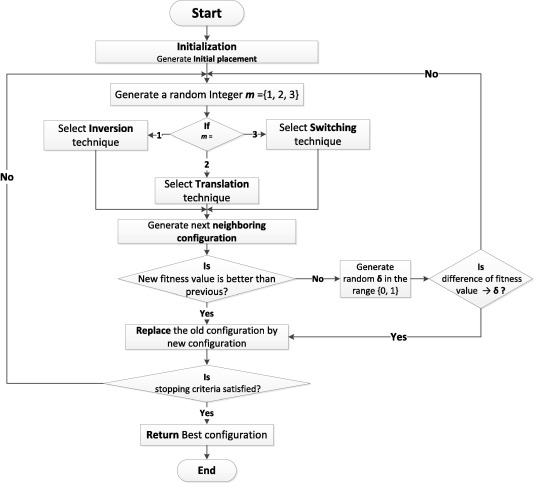 Start
Initialization
Generate Initial placement
No
Generate a random Integer m ={1, 2, 3}
If
m =
1
2
3
Select Inversion
technique
Select Switching
technique
No
Select Translation
technique
Generate next neighboring
configuration
Is
New fitness value is better than
previous?
No
Generate
random δ in the
range {0, 1}
Is
difference of fitness
value → δ ?
Yes
Replace the old configuration by
new configuration
Yes
Is
stopping criteria satisfied?
Yes
Return Best configuration
End